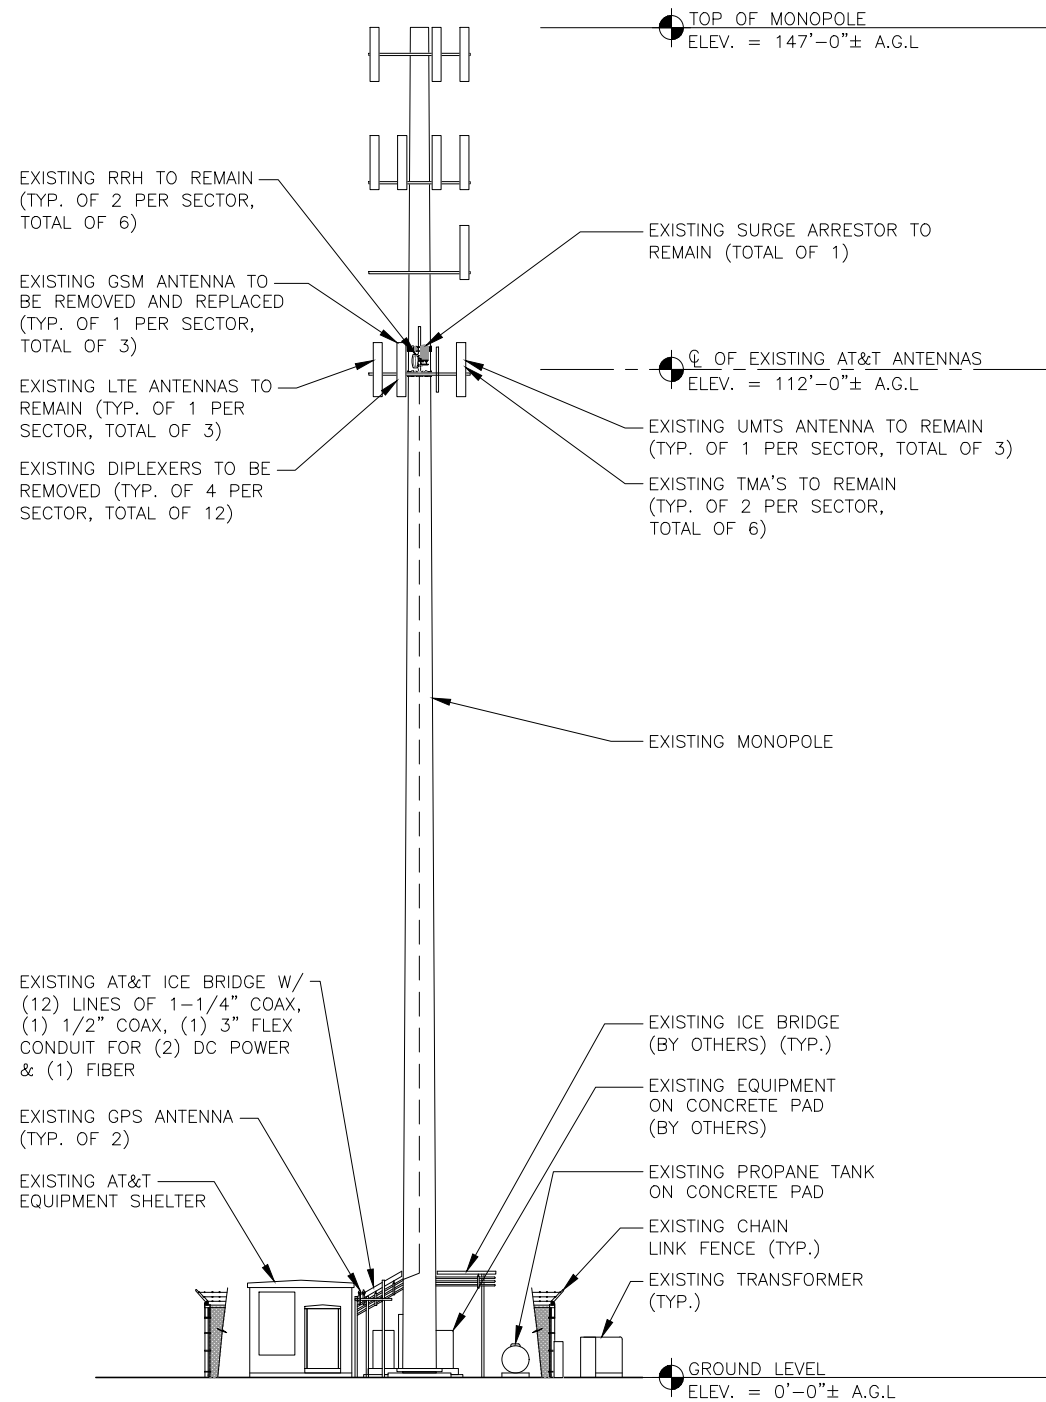 TOP OF MONOPOLE
ELEV. = 147'-0"± A.G.L
EXISTING RRH TO REMAIN
(TYP. OF 2 PER SECTOR,
TOTAL OF 6)
EXISTING SURGE ARRESTOR TO
REMAIN (TOTAL OF 1)
EXISTING GSM ANTENNA TO
BE REMOVED AND REPLACED
(TYP. OF 1 PER SECTOR,
TOTAL OF 3)
℄ OF EXISTING AT&T ANTENNAS
ELEV. = 112'-0"± A.G.L
EXISTING LTE ANTENNAS TO
REMAIN (TYP. OF 1 PER
SECTOR, TOTAL OF 3)
EXISTING UMTS ANTENNA TO REMAIN
(TYP. OF 1 PER SECTOR, TOTAL OF 3)
EXISTING DIPLEXERS TO BE
REMOVED (TYP. OF 4 PER
SECTOR, TOTAL OF 12)
EXISTING TMA'S TO REMAIN
(TYP. OF 2 PER SECTOR,
TOTAL OF 6)
EXISTING MONOPOLE
EXISTING AT&T ICE BRIDGE W/
(12) LINES OF 1-1/4" COAX,
(1) 1/2" COAX, (1) 3" FLEX
CONDUIT FOR (2) DC POWER
& (1) FIBER
EXISTING ICE BRIDGE
(BY OTHERS) (TYP.)
EXISTING EQUIPMENT
ON CONCRETE PAD
(BY OTHERS)
EXISTING GPS ANTENNA
(TYP. OF 2)
EXISTING PROPANE TANK
ON CONCRETE PAD
EXISTING AT&T
EQUIPMENT SHELTER
EXISTING CHAIN
LINK FENCE (TYP.)
EXISTING TRANSFORMER
(TYP.)
GROUND LEVEL
ELEV. = 0'-0"± A.G.L